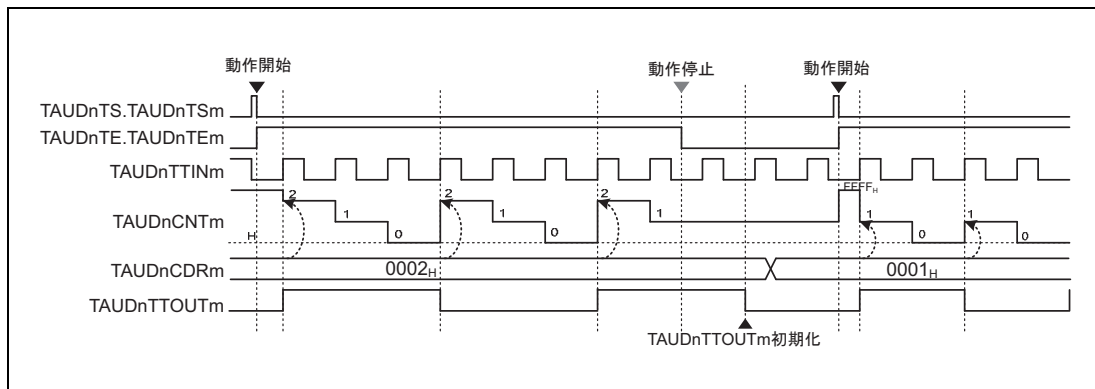 動作開始 動作停止 動作開始
TAUDnTS.TAUDnTSm
TAUDnTE.TAUDnTEm
TAUDnTTINm
FFFFH
TAUDnCNTm
2 1 0 2 1 0 2 1 1 0 1 0
H
TAUDnCDRm
0002H 0001H
TAUDnTTOUTm
TAUDnTTOUTm初期化